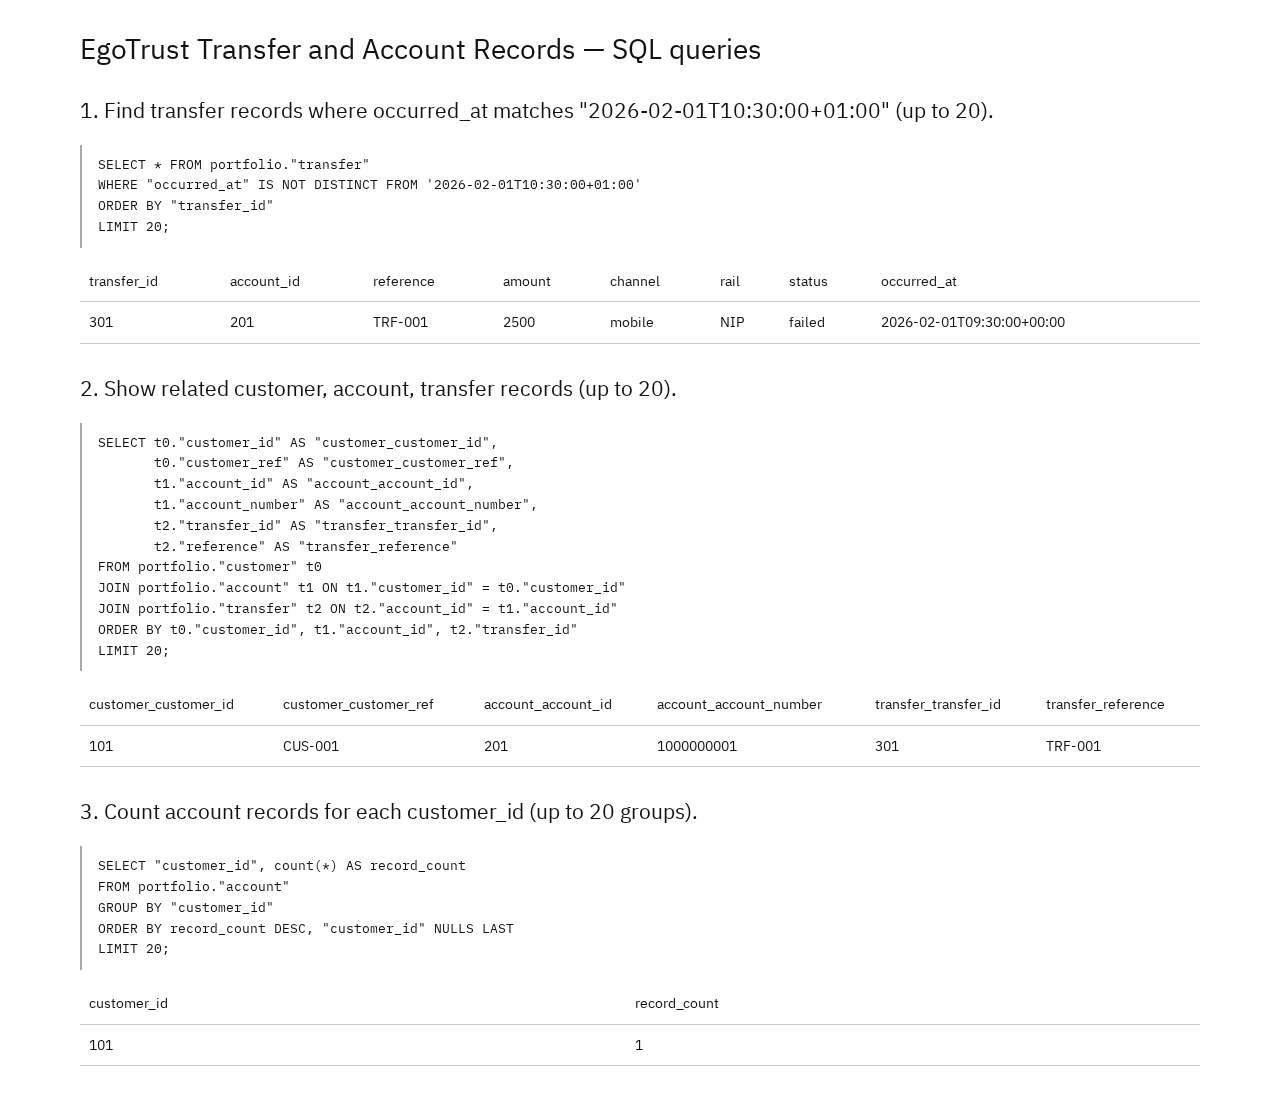 EgoTrust Transfer and Account Records — SQL queries
1. Find transfer records where occurred_at matches "2026-02-01T10:30:00+01:00" (up to 20).
SELECT * FROM portfolio."transfer"
WHERE "occurred_at" IS NOT DISTINCT FROM '2026-02-01T10:30:00+01:00'
ORDER BY "transfer_id"
LIMIT 20;
transfer_id account_id reference amount channel rail status occurred_at
301 201 TRF-001 2500 mobile NIP failed 2026-02-01T09:30:00+00:00
2. Show related customer, account, transfer records (up to 20).
SELECT t0."customer_id" AS "customer_customer_id",
t0."customer_ref" AS "customer_customer_ref",
t1."account_id" AS "account_account_id",
t1."account_number" AS "account_account_number",
t2."transfer_id" AS "transfer_transfer_id",
t2."reference" AS "transfer_reference"
FROM portfolio."customer" t0
JOIN portfolio."account" t1 ON t1."customer_id" = t0."customer_id"
JOIN portfolio."transfer" t2 ON t2."account_id" = t1."account_id"
ORDER BY t0."customer_id", t1."account_id", t2."transfer_id"
LIMIT 20;
customer_customer_id customer_customer_ref account_account_id account_account_number transfer_transfer_id transfer_reference
101 CUS-001 201 1000000001 301 TRF-001
3. Count account records for each customer_id (up to 20 groups).
SELECT "customer_id", count(*) AS record_count
FROM portfolio."account"
GROUP BY "customer_id"
ORDER BY record_count DESC, "customer_id" NULLS LAST
LIMIT 20;
customer_id record_count
101 1